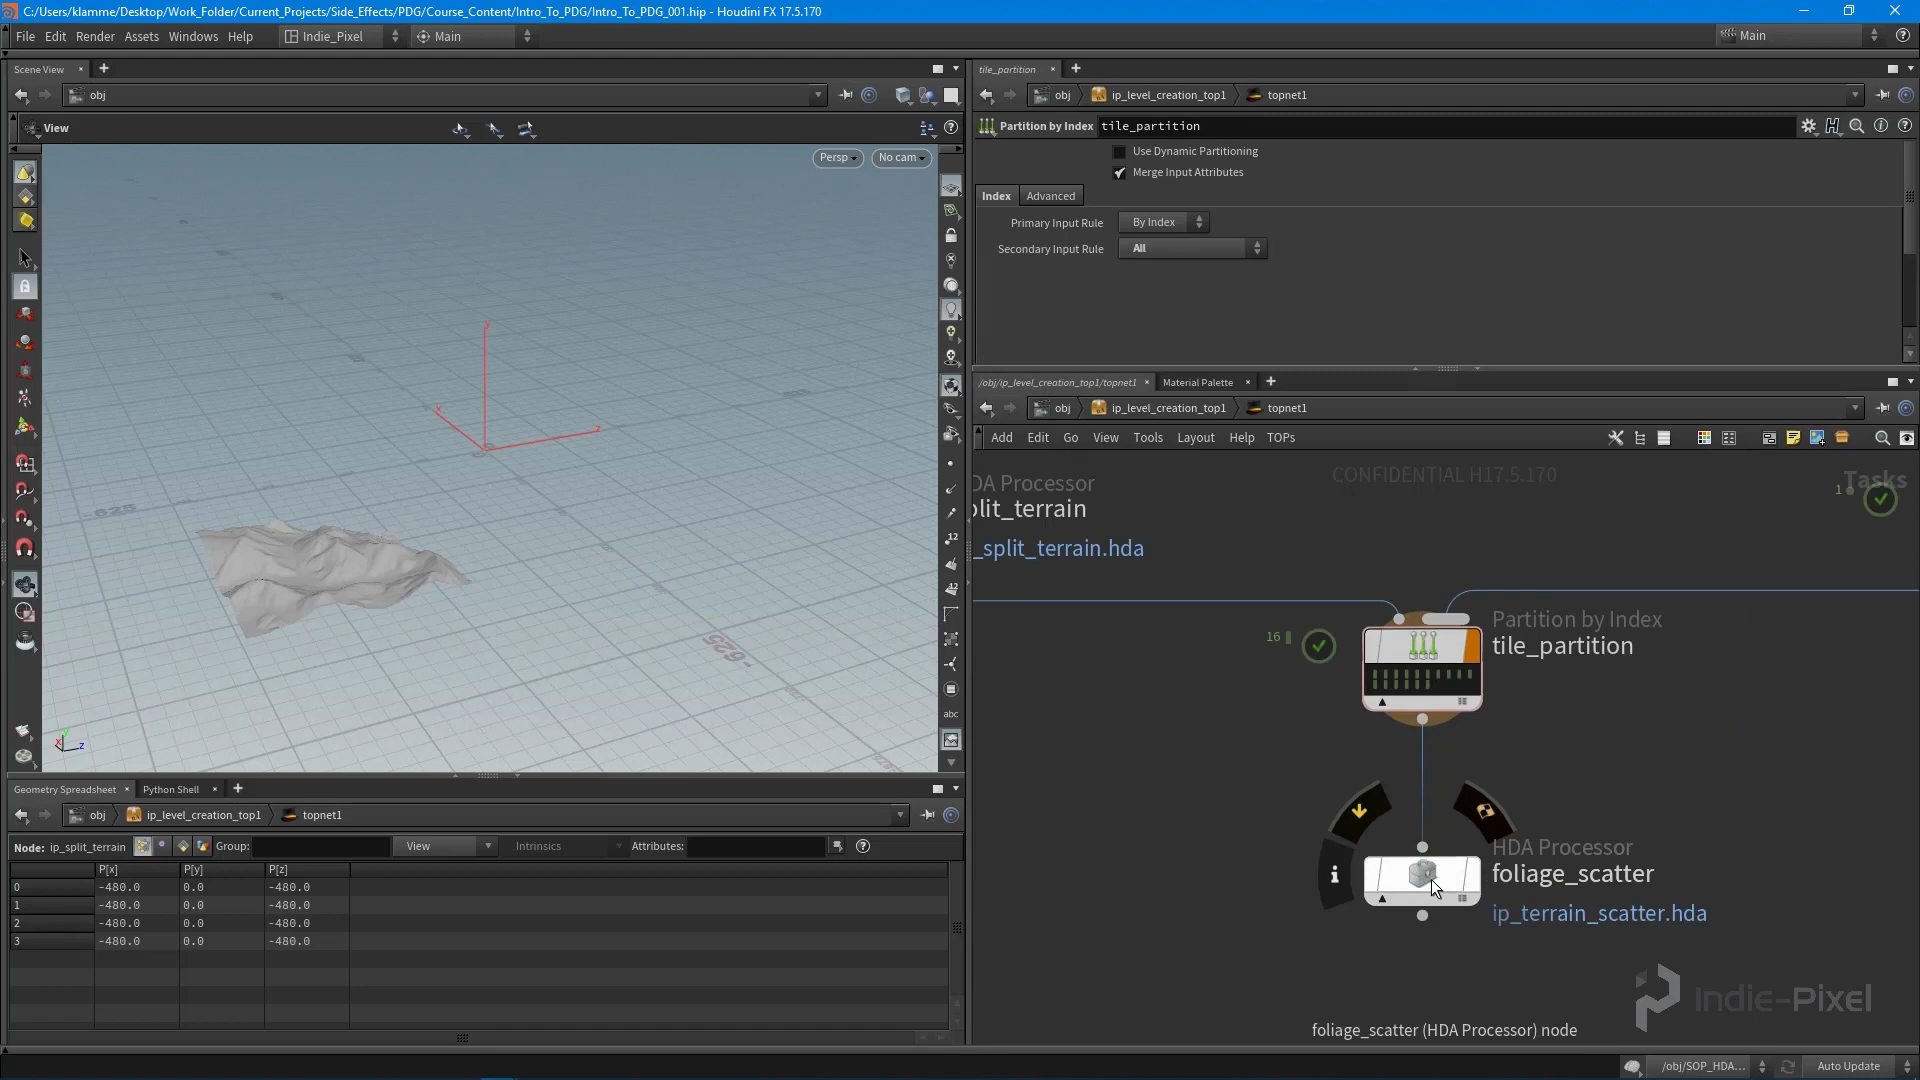 C:/Users/klamme/Desktop/Work_Folder/Current_Projects/Side_Effects/PDG/Course_Content/Intro_To_PDG/Intro_To_PDG_001.hip - Houdini FX 17.5.170
File Edit Render Assets Windows Help Indie_Pixel Main Main
Scene View
obj
View
Persp No cam
y
x
z
-625
-625
y
x z
12
12
abc
tile_partition
obj ip_level_creation_top1 topnet1
Partition by Index tile_partition
Use Dynamic Partitioning
Merge Input Attributes
Index Advanced
Primary Input Rule By Index
Secondary Input Rule All
/obj/ip_level_creation_top1/topnet1 Material Palette
obj ip_level_creation_top1 topnet1
Add Edit Go View Tools Layout Help TOPs
CONFIDENTIAL H17.5.170
Tasks
1
DA Processor
plit_terrain
_split_terrain.hda
16
Partition by Index
tile_partition
HDA Processor
foliage_scatter
ip_terrain_scatter.hda
Indie-Pixel
foliage_scatter (HDA Processor) node
Geometry Spreadsheet Python Shell
obj ip_level_creation_top1 topnet1
Node: ip_split_terrain Group: View Intrinsics Attributes:
P[x] P[y] P[z]
0 -480.0 0.0 -480.0
1 -480.0 0.0 -480.0
2 -480.0 0.0 -480.0
3 -480.0 0.0 -480.0
/obj/SOP_HDA... Auto Update